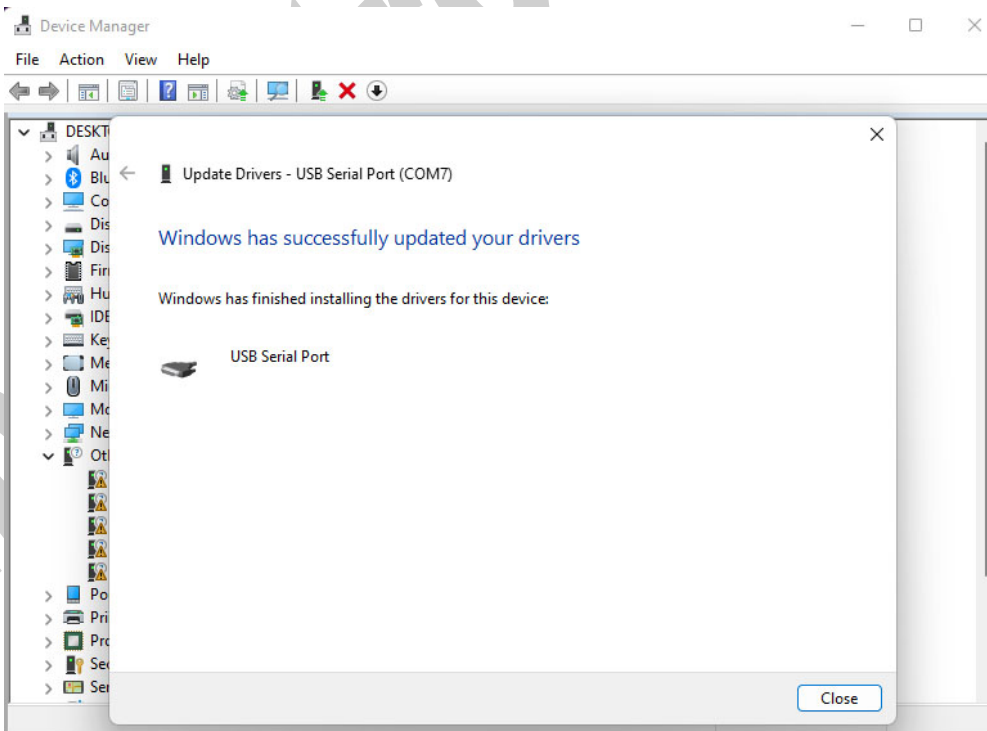 Device Manager
File Action View Help
DESKT
Au
Blu
Co
Dis
Dis
Fir
Hu
IDE
Key
Me
Mi
Mo
Ne
Oth
Po
Pri
Pro
Sec
Ser
Update Drivers - USB Serial Port (COM7)
Windows has successfully updated your drivers
Windows has finished installing the drivers for this device:
USB Serial Port
Close